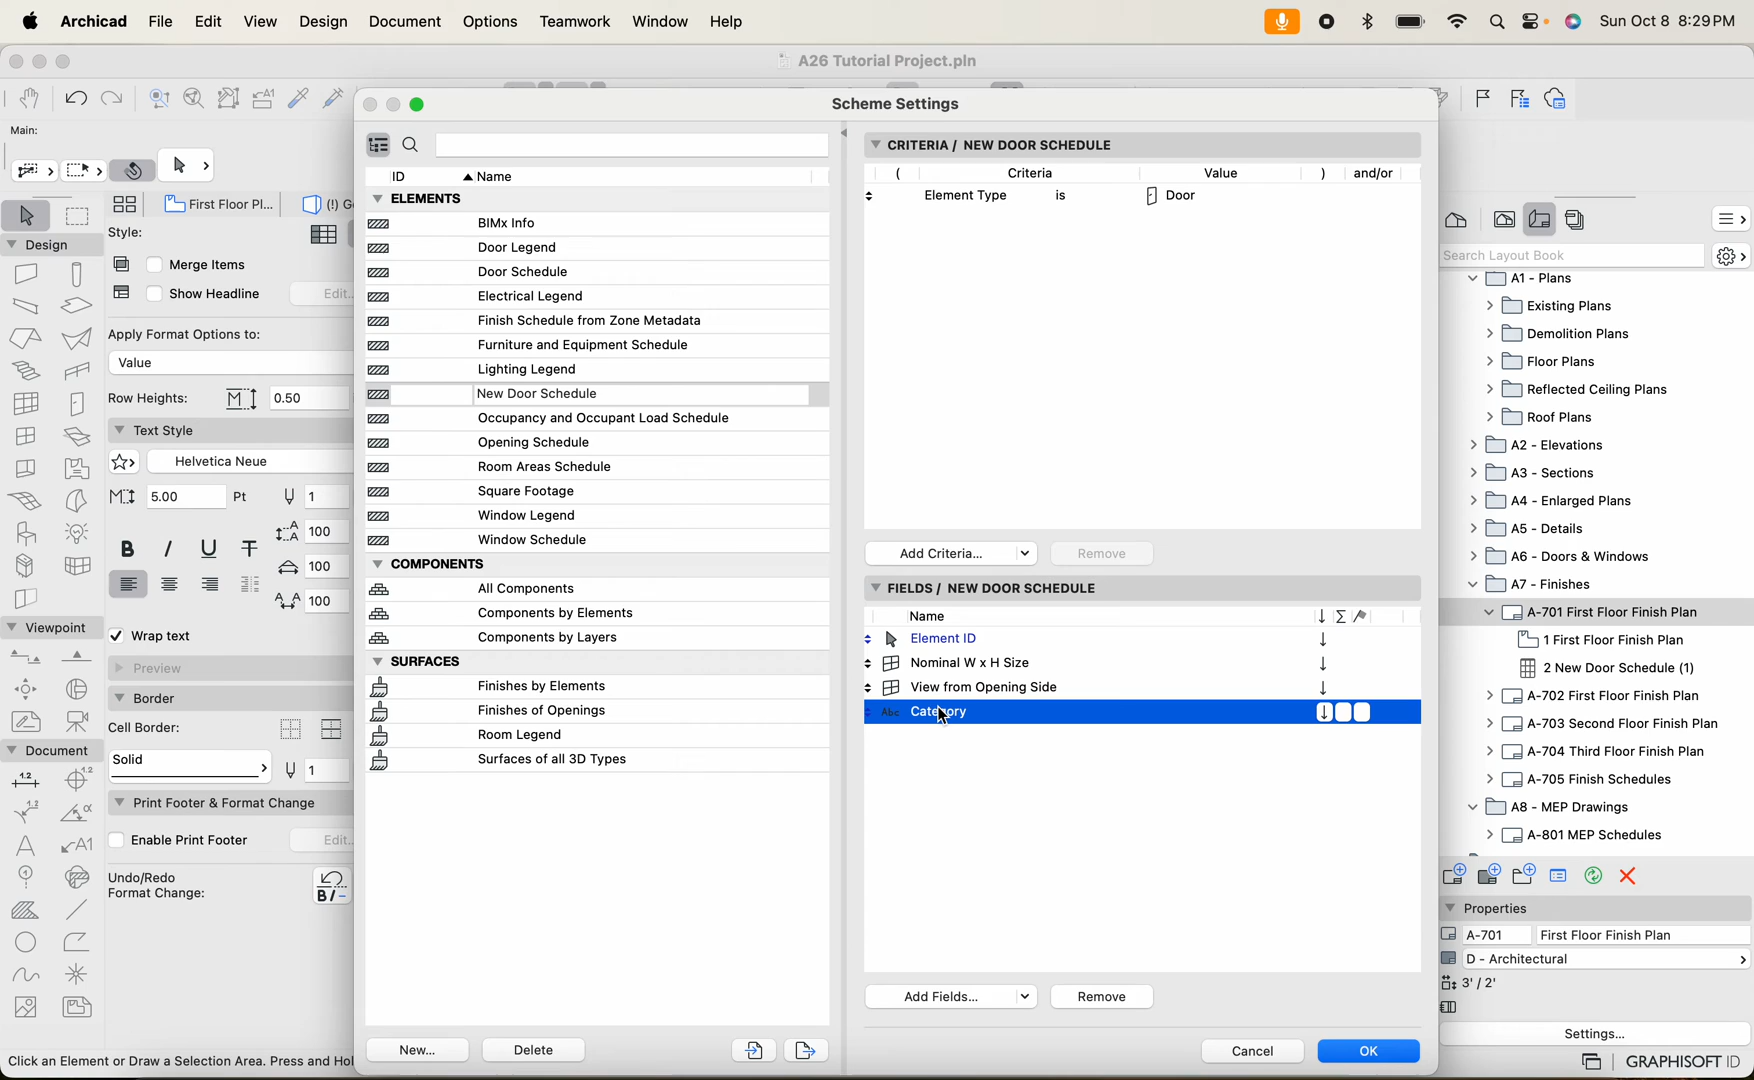 Archicad File Edit View Design Document Options Teamwork Window Help Sun Oct 8 8:29 PM
A26 Tutorial Project.pln
Main:
First Floor Pl... (!) G
Design
Style:
Merge Items
Show Headline Edit..
Apply Format Options to:
Value
Row Heights: 0.50
Text Style
Helvetica Neue
5.00 Pt 1
100
B I U T
100
100
Viewpoint
Wrap text
Preview
Border
Cell Border:
Document
Solid 1
Print Footer & Format Change
Enable Print Footer Edit..
Undo/Redo
Format Change:
Click an Element or Draw a Selection Area. Press and Hol
Scheme Settings
ID Name
ELEMENTS
BIMx Info
Door Legend
Door Schedule
Electrical Legend
Finish Schedule from Zone Metadata
Furniture and Equipment Schedule
Lighting Legend
New Door Schedule
Occupancy and Occupant Load Schedule
Opening Schedule
Room Areas Schedule
Square Footage
Window Legend
Window Schedule
COMPONENTS
All Components
Components by Elements
Components by Layers
SURFACES
Finishes by Elements
Finishes of Openings
Room Legend
Surfaces of all 3D Types
New... Delete
CRITERIA / NEW DOOR SCHEDULE
( Criteria Value ) and/or
Element Type is Door
Add Criteria... Remove
FIELDS / NEW DOOR SCHEDULE
Name
Element ID
Nominal W x H Size
View from Opening Side
Abc Category
Add Fields... Remove
Cancel OK
Search Layout Book
A1 - Plans
Existing Plans
Demolition Plans
Floor Plans
Reflected Ceiling Plans
Roof Plans
A2 - Elevations
A3 - Sections
A4 - Enlarged Plans
A5 - Details
A6 - Doors & Windows
A7 - Finishes
A-701 First Floor Finish Plan
1 First Floor Finish Plan
2 New Door Schedule (1)
A-702 First Floor Finish Plan
A-703 Second Floor Finish Plan
A-704 Third Floor Finish Plan
A-705 Finish Schedules
A8 - MEP Drawings
A-801 MEP Schedules
Properties
A-701 First Floor Finish Plan
D - Architectural
3' / 2'
Settings...
GRAPHISOFT ID